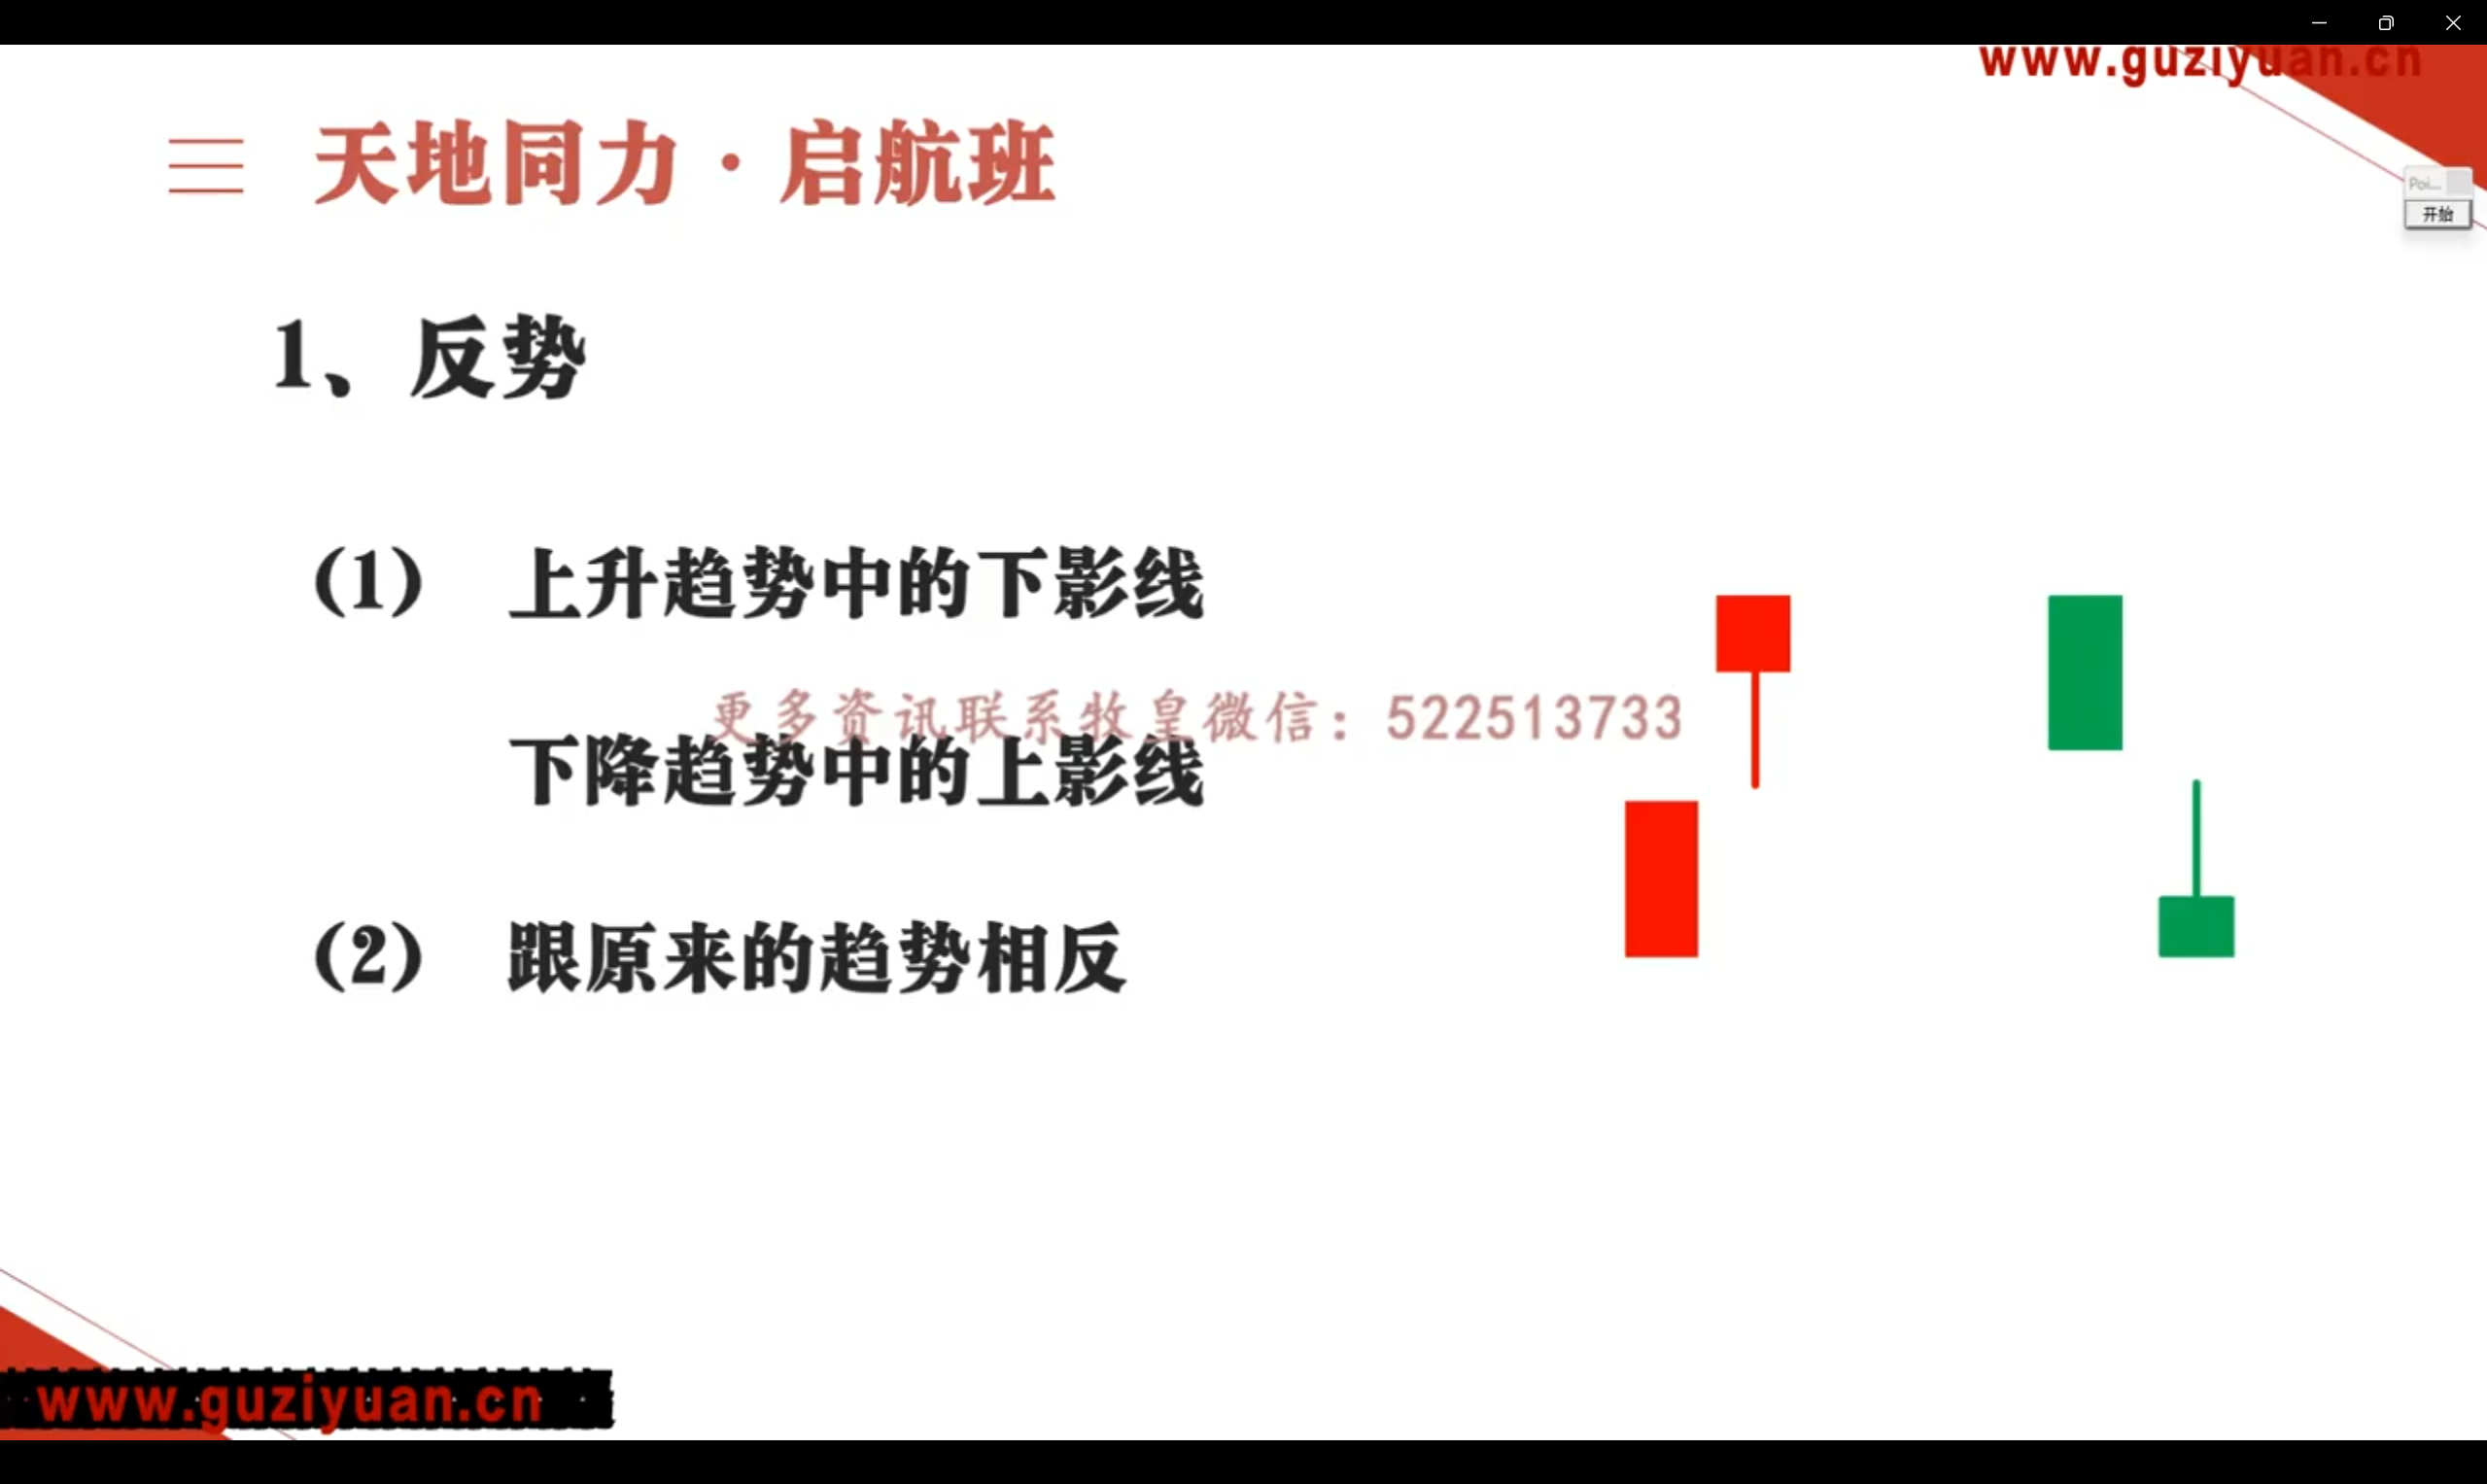 www.guziyuan.cn
天地同力·启航班
Poi...
开始
1、反势
（1） 上升趋势中的下影线
更多资讯联系牧皇微信：522513733
下降趋势中的上影线
（2） 跟原来的趋势相反
www.guziyuan.cn